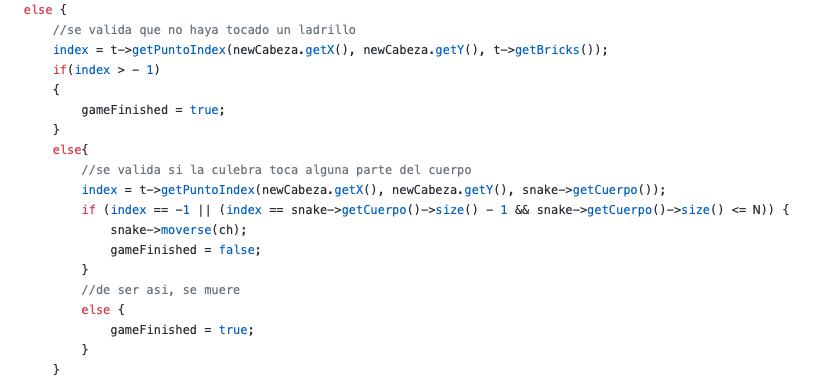 else {
    //se valida que no haya tocado un ladrillo
    index = t->getPuntoIndex(newCabeza.getX(), newCabeza.getY(), t->getBricks());
    if(index > - 1)
    {
        gameFinished = true;
    }
    else{
        //se valida si la culebra toca alguna parte del cuerpo
        index = t->getPuntoIndex(newCabeza.getX(), newCabeza.getY(), snake->getCuerpo());
        if (index == -1 || (index == snake->getCuerpo()->size() - 1 && snake->getCuerpo()->size() <= N)) {
            snake->moverse(ch);
            gameFinished = false;
        }
        //de ser asi, se muere
        else {
            gameFinished = true;
        }
    }